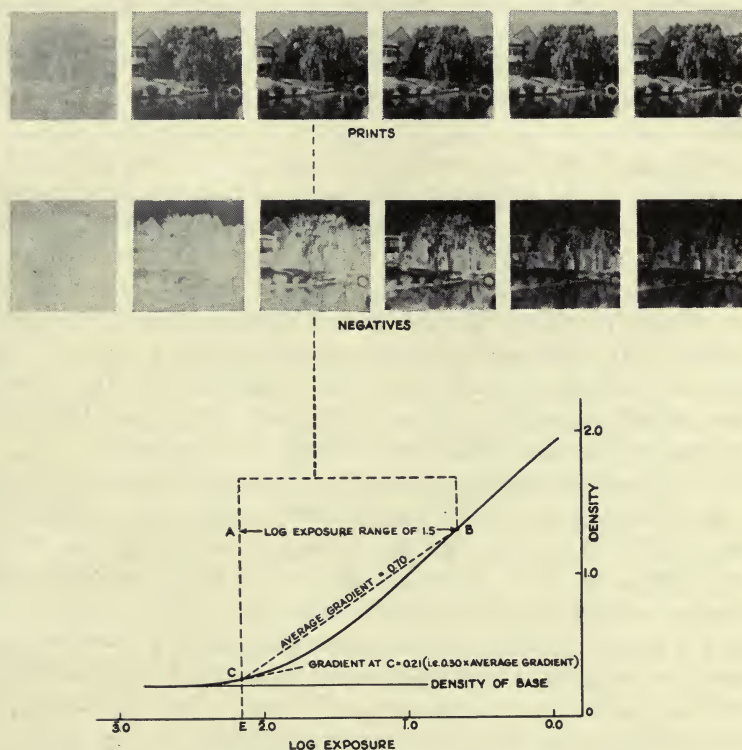 PRINTS
NEGATIVES
2.0
DENSITY
A LOG EXPOSURE RANGE OF 1.5 B
AVERAGE GRADIENT = 0.70
1.0
C
GRADIENT AT C = 0.21 (i.e. 0.30 × AVERAGE GRADIENT)
DENSITY OF BASE
0
3.0 E 2.0 1.0 0.0
LOG EXPOSURE